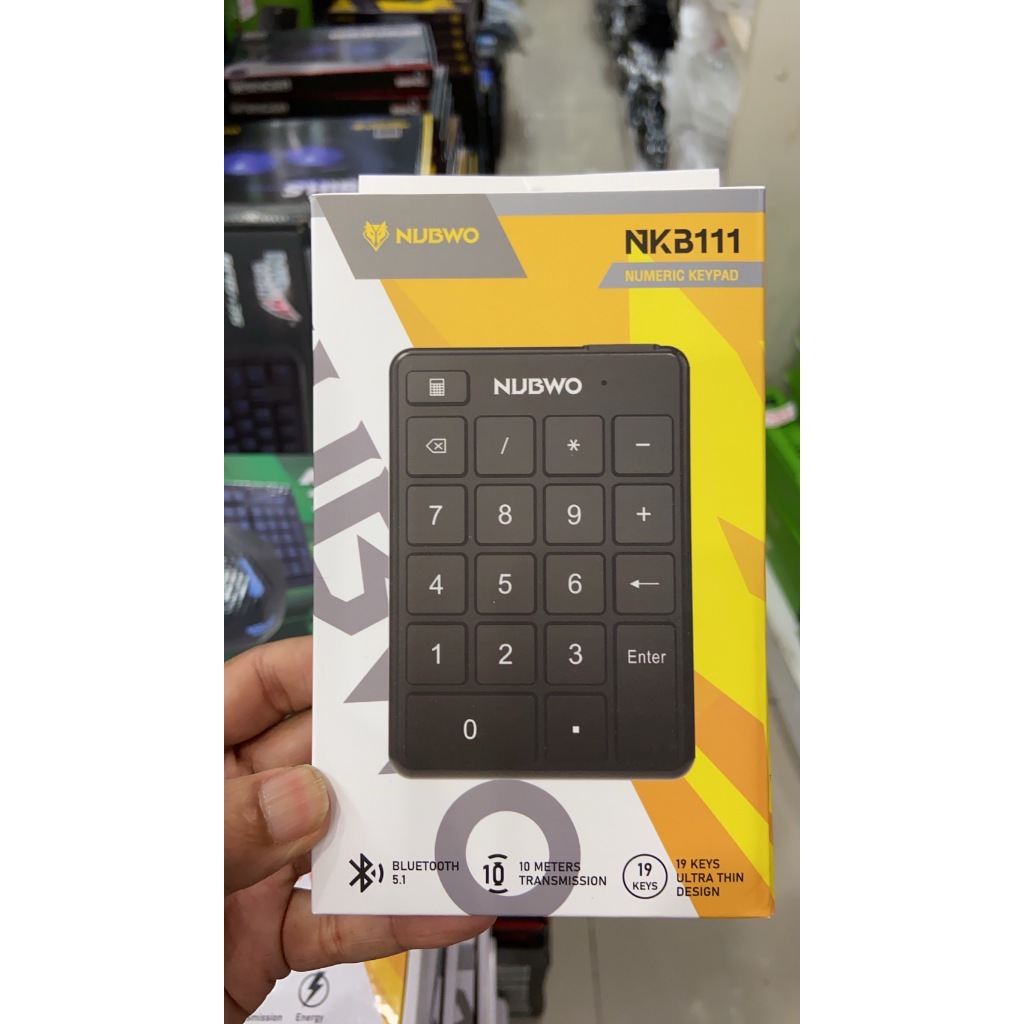 NUBWO
NKB111
NUMERIC KEYPAD
NUBWO
/ * −
7 8 9 +
4 5 6 ←
1 2 3 Enter
0 .
BLUETOOTH
5.1
10
10 METERS
TRANSMISSION
19
KEYS
19 KEYS
ULTRA THIN
DESIGN
Energy